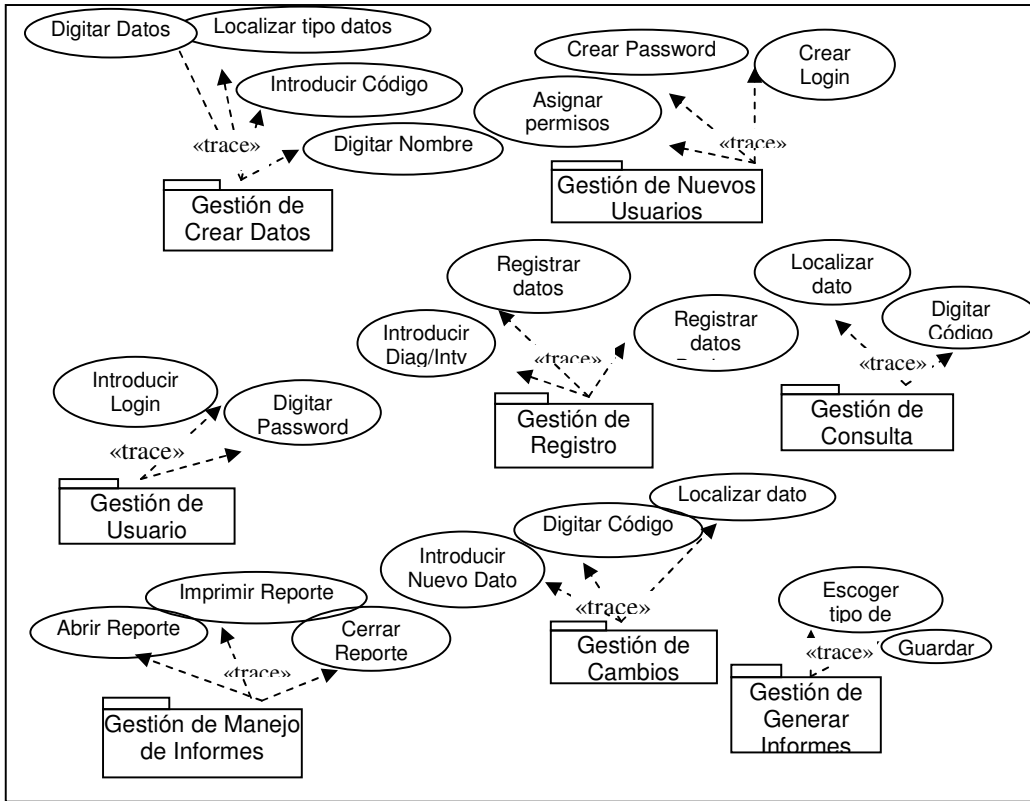 Digitar Datos
Localizar tipo datos
Introducir Código
Digitar Nombre
«trace»
Gestión de
Crear Datos
Crear Password
Crear
Login
Asignar
permisos
«trace»
Gestión de Nuevos
Usuarios
Registrar
datos
Introducir
Diag/Intv
Registrar
datos
«trace»
Gestión de
Registro
Localizar
dato
Digitar
Código
«trace»
Gestión de
Consulta
Introducir
Login
Digitar
Password
«trace»
Gestión de
Usuario
Localizar dato
Digitar Código
Introducir
Nuevo Dato
«trace»
Gestión de
Cambios
Imprimir Reporte
Abrir Reporte
Cerrar
Reporte
«trace»
Gestión de Manejo
de Informes
Escoger
tipo de
Guardar
«trace»
Gestión de
Generar
Informes